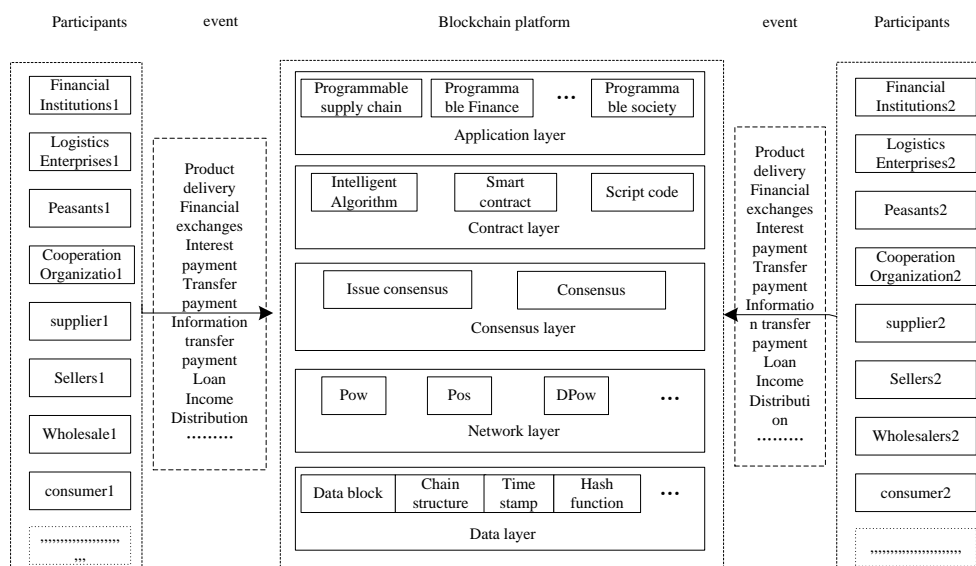 Participants
event
Blockchain platform
event
Participants
Financial
Institutions1
Logistics
Enterprises1
Peasants1
Cooperation
Organizatio1
supplier1
Sellers1
Wholesale1
consumer1
,,,,,,,,,,,,,,,,,,,,,
,,,
Product
delivery
Financial
exchanges
Interest
payment
Transfer
payment
Information
transfer
payment
Loan
Income
Distribution
………
Programmable
supply chain
Programma
ble Finance
...
Programma
ble society
Application layer
Intelligent
Algorithm
Smart
contract
Script code
Contract layer
Issue consensus
Consensus
Consensus layer
Pow
Pos
DPow
...
Network layer
Data block
Chain
structure
Time
stamp
Hash
function
...
Data layer
Product
delivery
Financial
exchanges
Interest
payment
Transfer
payment
Informatio
n transfer
payment
Loan
Income
Distributi
on
………
Financial
Institutions2
Logistics
Enterprises2
Peasants2
Cooperation
Organization2
supplier2
Sellers2
Wholesalers2
consumer2
,,,,,,,,,,,,,,,,,,,,,,,,